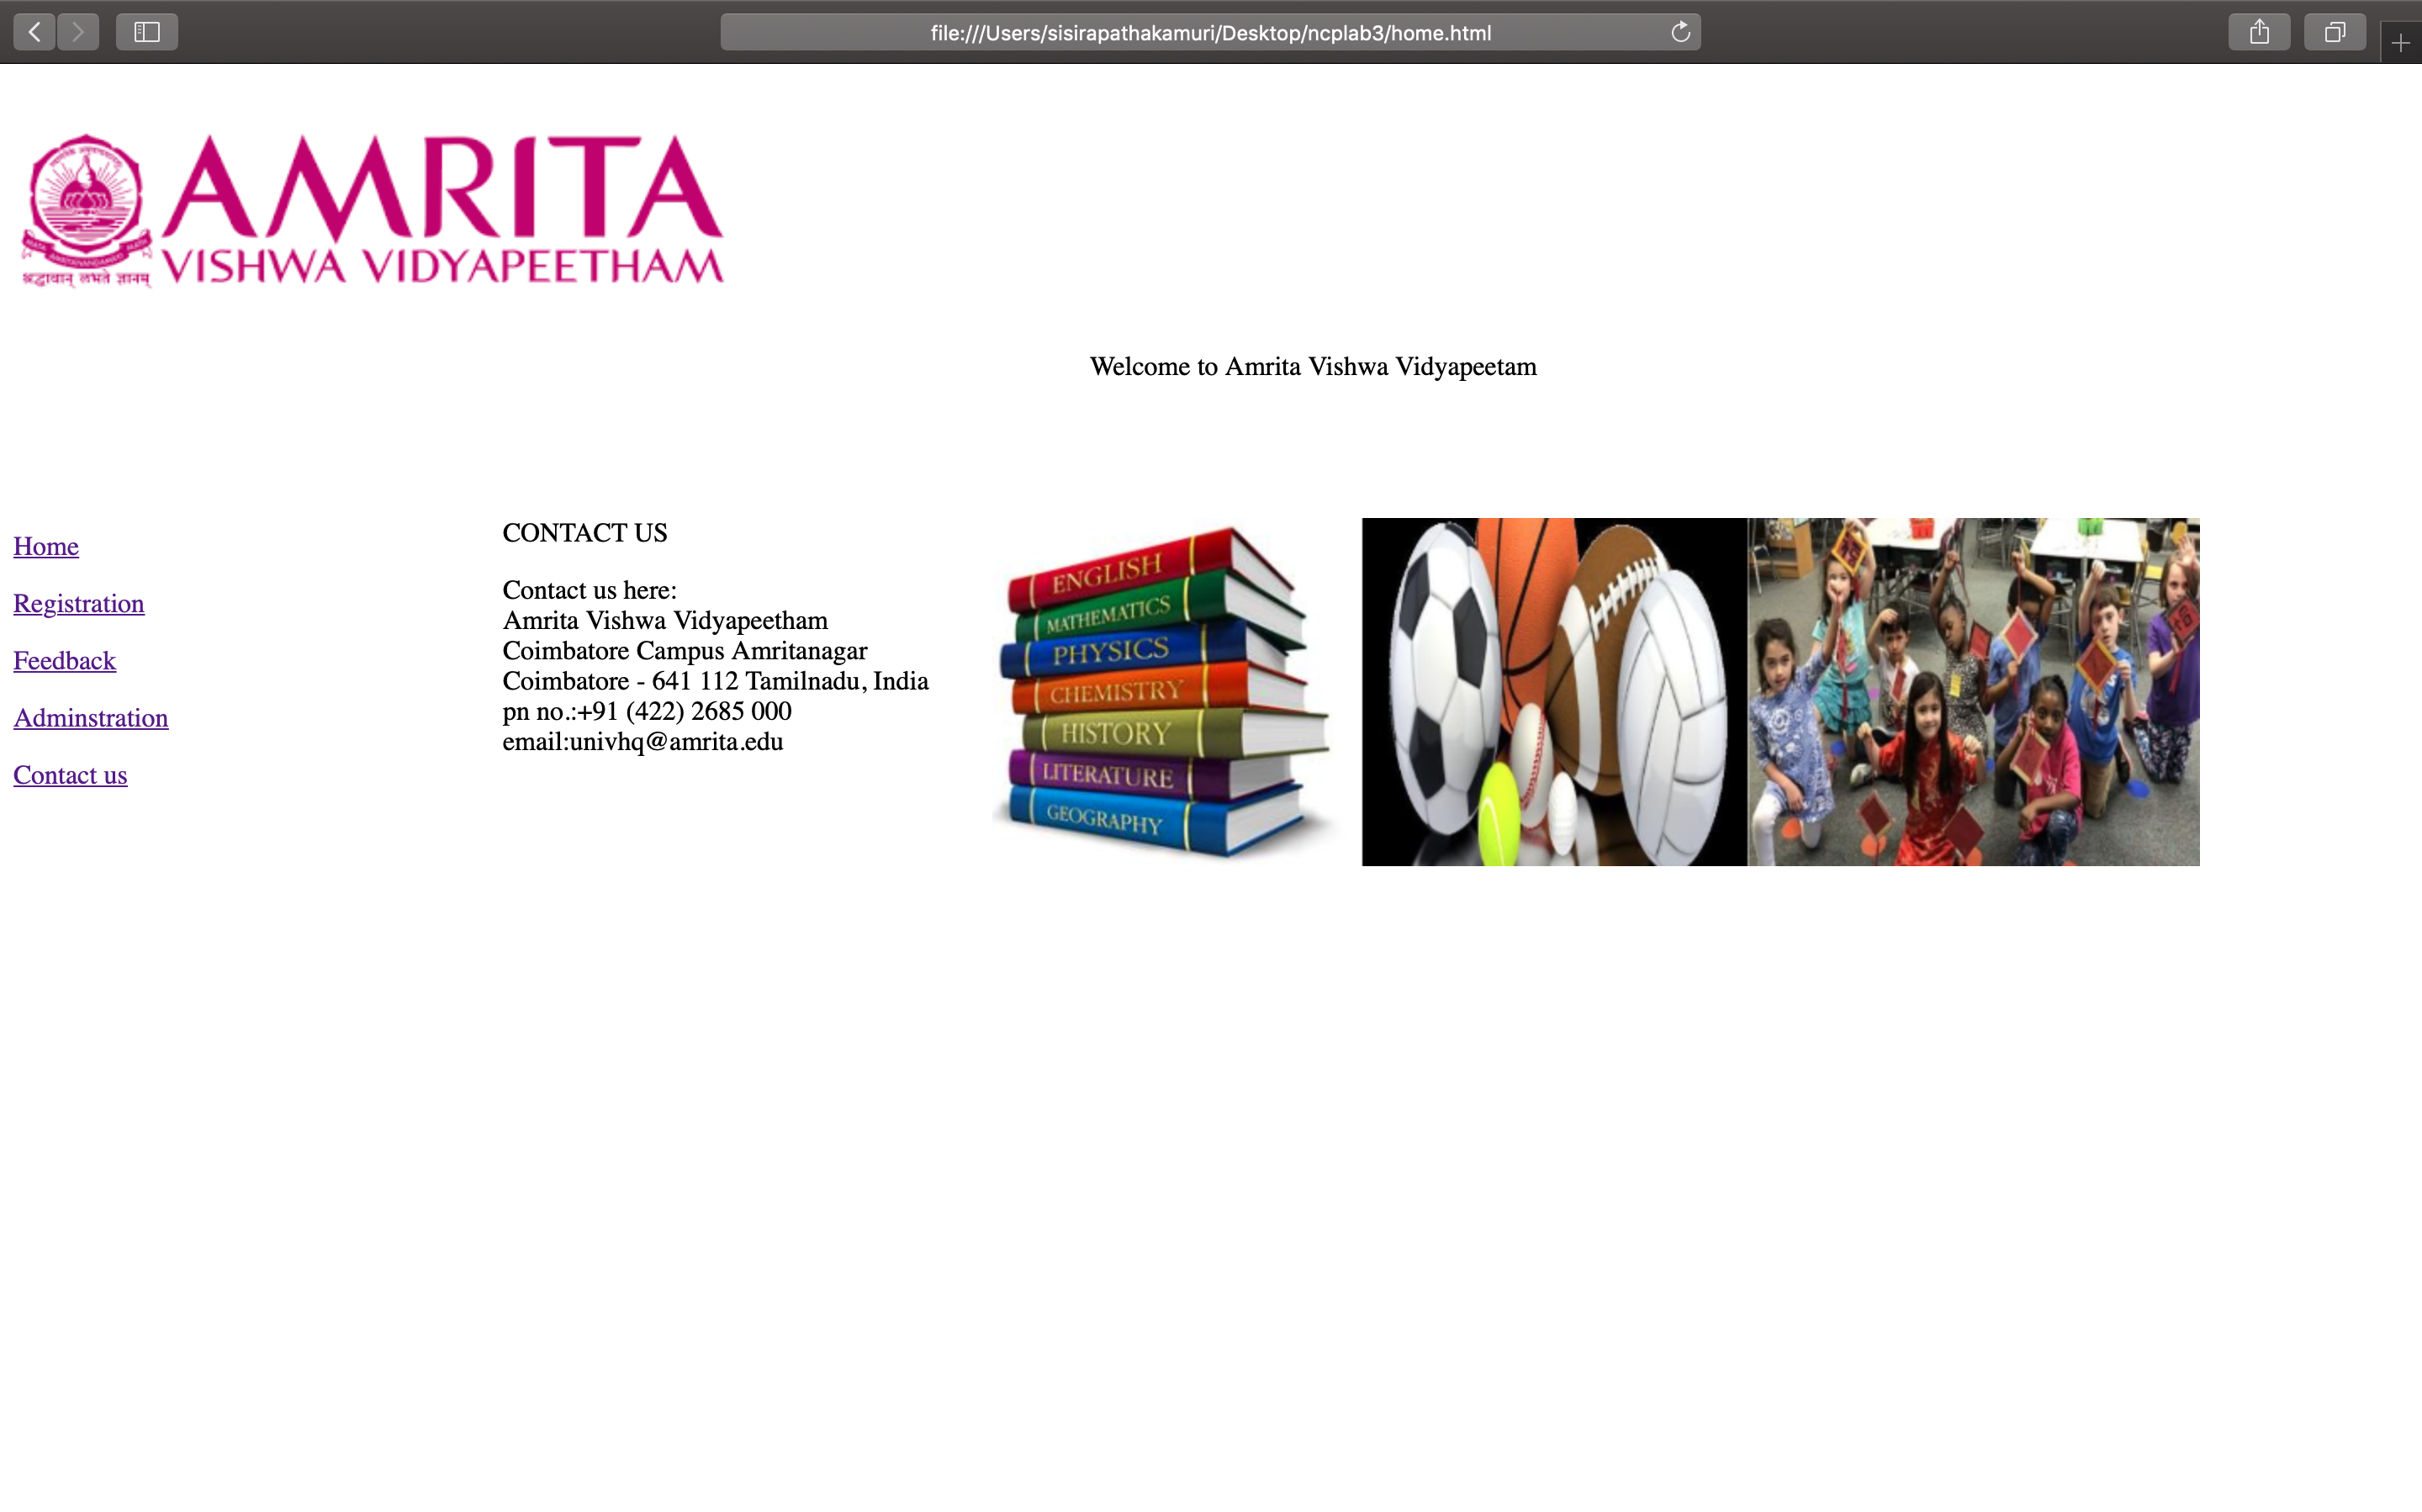 file:///Users/sisirapathakamuri/Desktop/ncplab3/home.html
AMRITA
VISHWA VIDYAPEETHAM
श्रद्धावान् लभते ज्ञानम्
Welcome to Amrita Vishwa Vidyapeetam
Home
Registration
Feedback
Adminstration
Contact us
CONTACT US
Contact us here:
Amrita Vishwa Vidyapeetham
Coimbatore Campus Amritanagar
Coimbatore - 641 112 Tamilnadu, India
pn no.:+91 (422) 2685 000
email:univhq@amrita.edu
ENGLISH
MATHEMATICS
PHYSICS
CHEMISTRY
HISTORY
LITERATURE
GEOGRAPHY